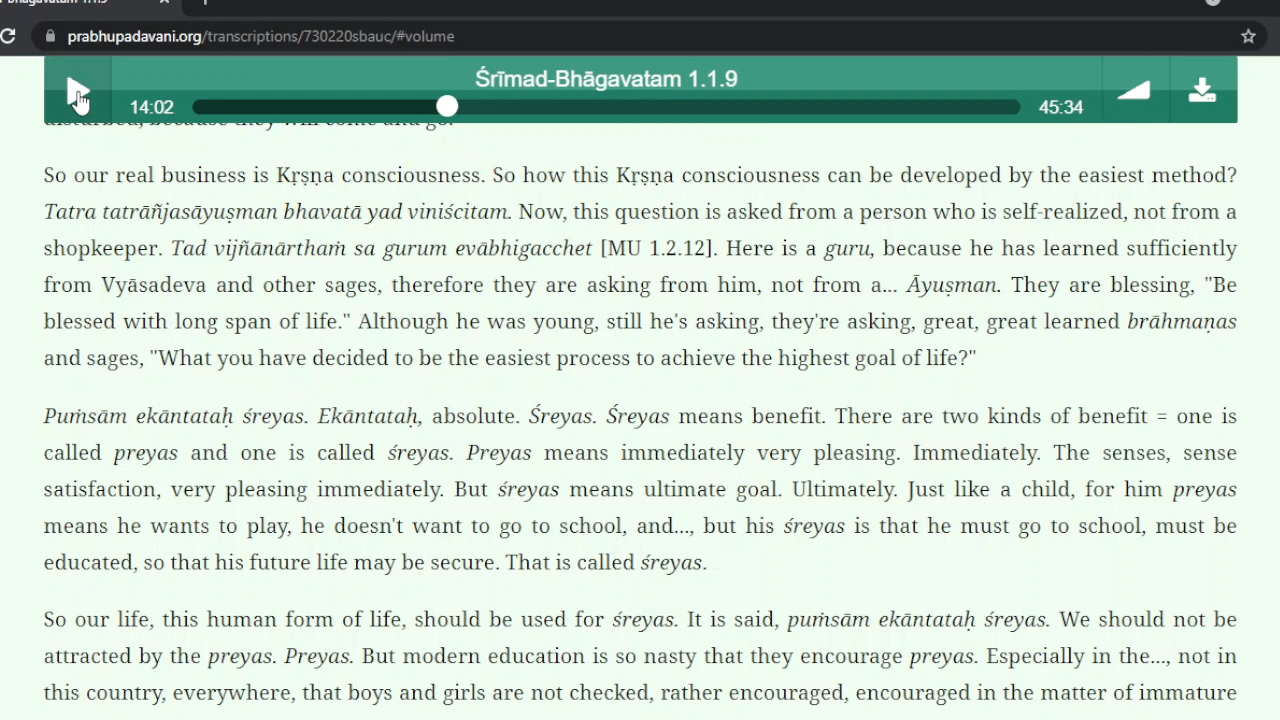 prabhupadavani.org/transcriptions/730220sbauc/#volume
Śrīmad-Bhāgavatam 1.1.9
14:02
45:34
So our real business is Kṛṣṇa consciousness. So how this Kṛṣṇa consciousness can be developed by the easiest method?
Tatra tatrāñjasāyuṣman bhavatā yad viniścitam. Now, this question is asked from a person who is self-realized, not from a
shopkeeper. Tad vijñānārthaṁ sa gurum evābhigacchet [MU 1.2.12]. Here is a guru, because he has learned sufficiently
from Vyāsadeva and other sages, therefore they are asking from him, not from a... Āyuṣman. They are blessing, "Be
blessed with long span of life." Although he was young, still he's asking, they're asking, great, great learned brāhmaṇas
and sages, "What you have decided to be the easiest process to achieve the highest goal of life?"
Puṁsām ekāntataḥ śreyas. Ekāntataḥ, absolute. Śreyas. Śreyas means benefit. There are two kinds of benefit = one is
called preyas and one is called śreyas. Preyas means immediately very pleasing. Immediately. The senses, sense
satisfaction, very pleasing immediately. But śreyas means ultimate goal. Ultimately. Just like a child, for him preyas
means he wants to play, he doesn't want to go to school, and..., but his śreyas is that he must go to school, must be
educated, so that his future life may be secure. That is called śreyas.
So our life, this human form of life, should be used for śreyas. It is said, puṁsām ekāntataḥ śreyas. We should not be
attracted by the preyas. Preyas. But modern education is so nasty that they encourage preyas. Especially in the..., not in
this country, everywhere, that boys and girls are not checked, rather encouraged, encouraged in the matter of immature